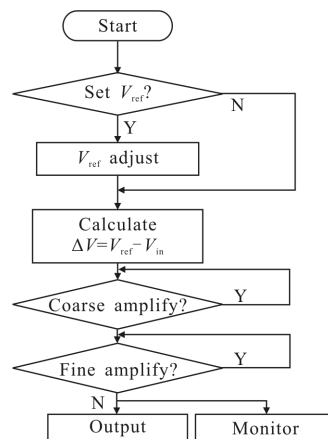 Start
Set V_ref?
N
Y
V_ref adjust
Calculate
ΔV=V_ref−V_in
Coarse amplify?
Y
Fine amplify?
Y
N
Output
Monitor